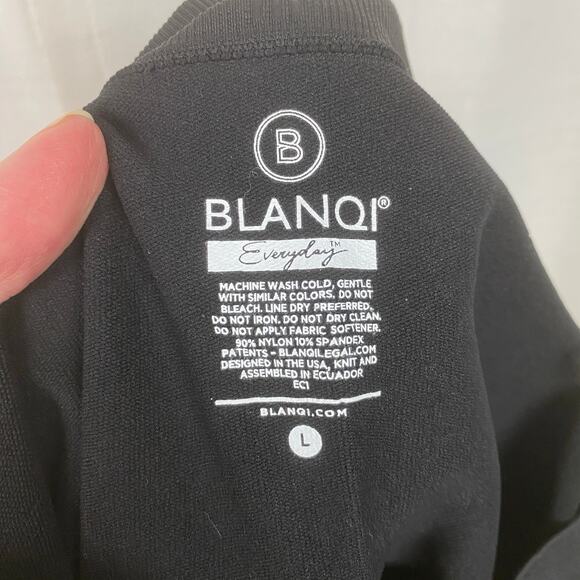 B
BLANQI®
Everyday™
MACHINE WASH COLD, GENTLE
WITH SIMILAR COLORS. DO NOT
BLEACH. LINE DRY PREFERRED.
DO NOT IRON. DO NOT DRY CLEAN.
DO NOT APPLY FABRIC SOFTENER.
90% NYLON 10% SPANDEX
PATENTS - BLANQILEGAL.COM
DESIGNED IN THE USA, KNIT AND
ASSEMBLED IN ECUADOR
EC1
BLANQI.COM
L